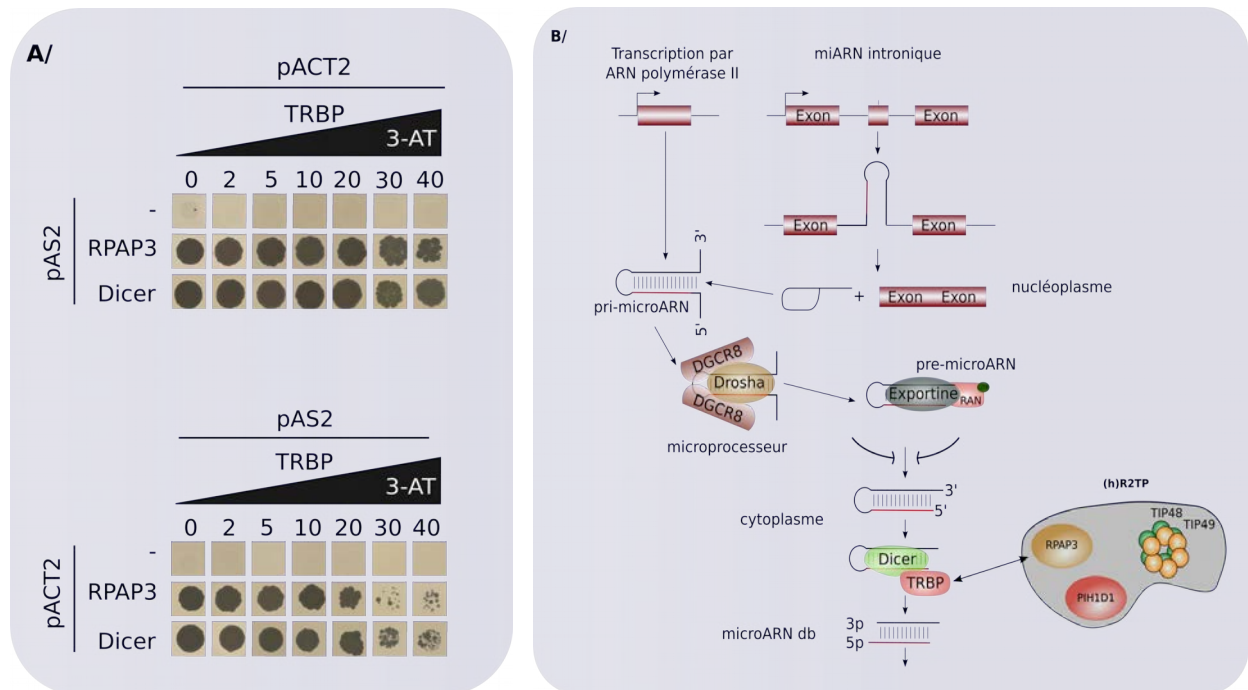 A/
pACT2
TRBP
3-AT
0 2 5 10 20 30 40
pAS2
-
RPAP3
Dicer
pAS2
TRBP
3-AT
0 2 5 10 20 30 40
pACT2
-
RPAP3
Dicer
B/
Transcription par
ARN polymérase II
miARN intronique
Exon Exon
Exon Exon
3'
pri-microARN
5'
+
Exon Exon
nucléoplasme
DGCR8
Drosha
DGCR8
microprocesseur
pre-microARN
Exportine
RAN
3'
5'
cytoplasme
Dicer
TRBP
(h)R2TP
TIP48
TIP49
RPAP3
PIH1D1
microARN db
3p
5p